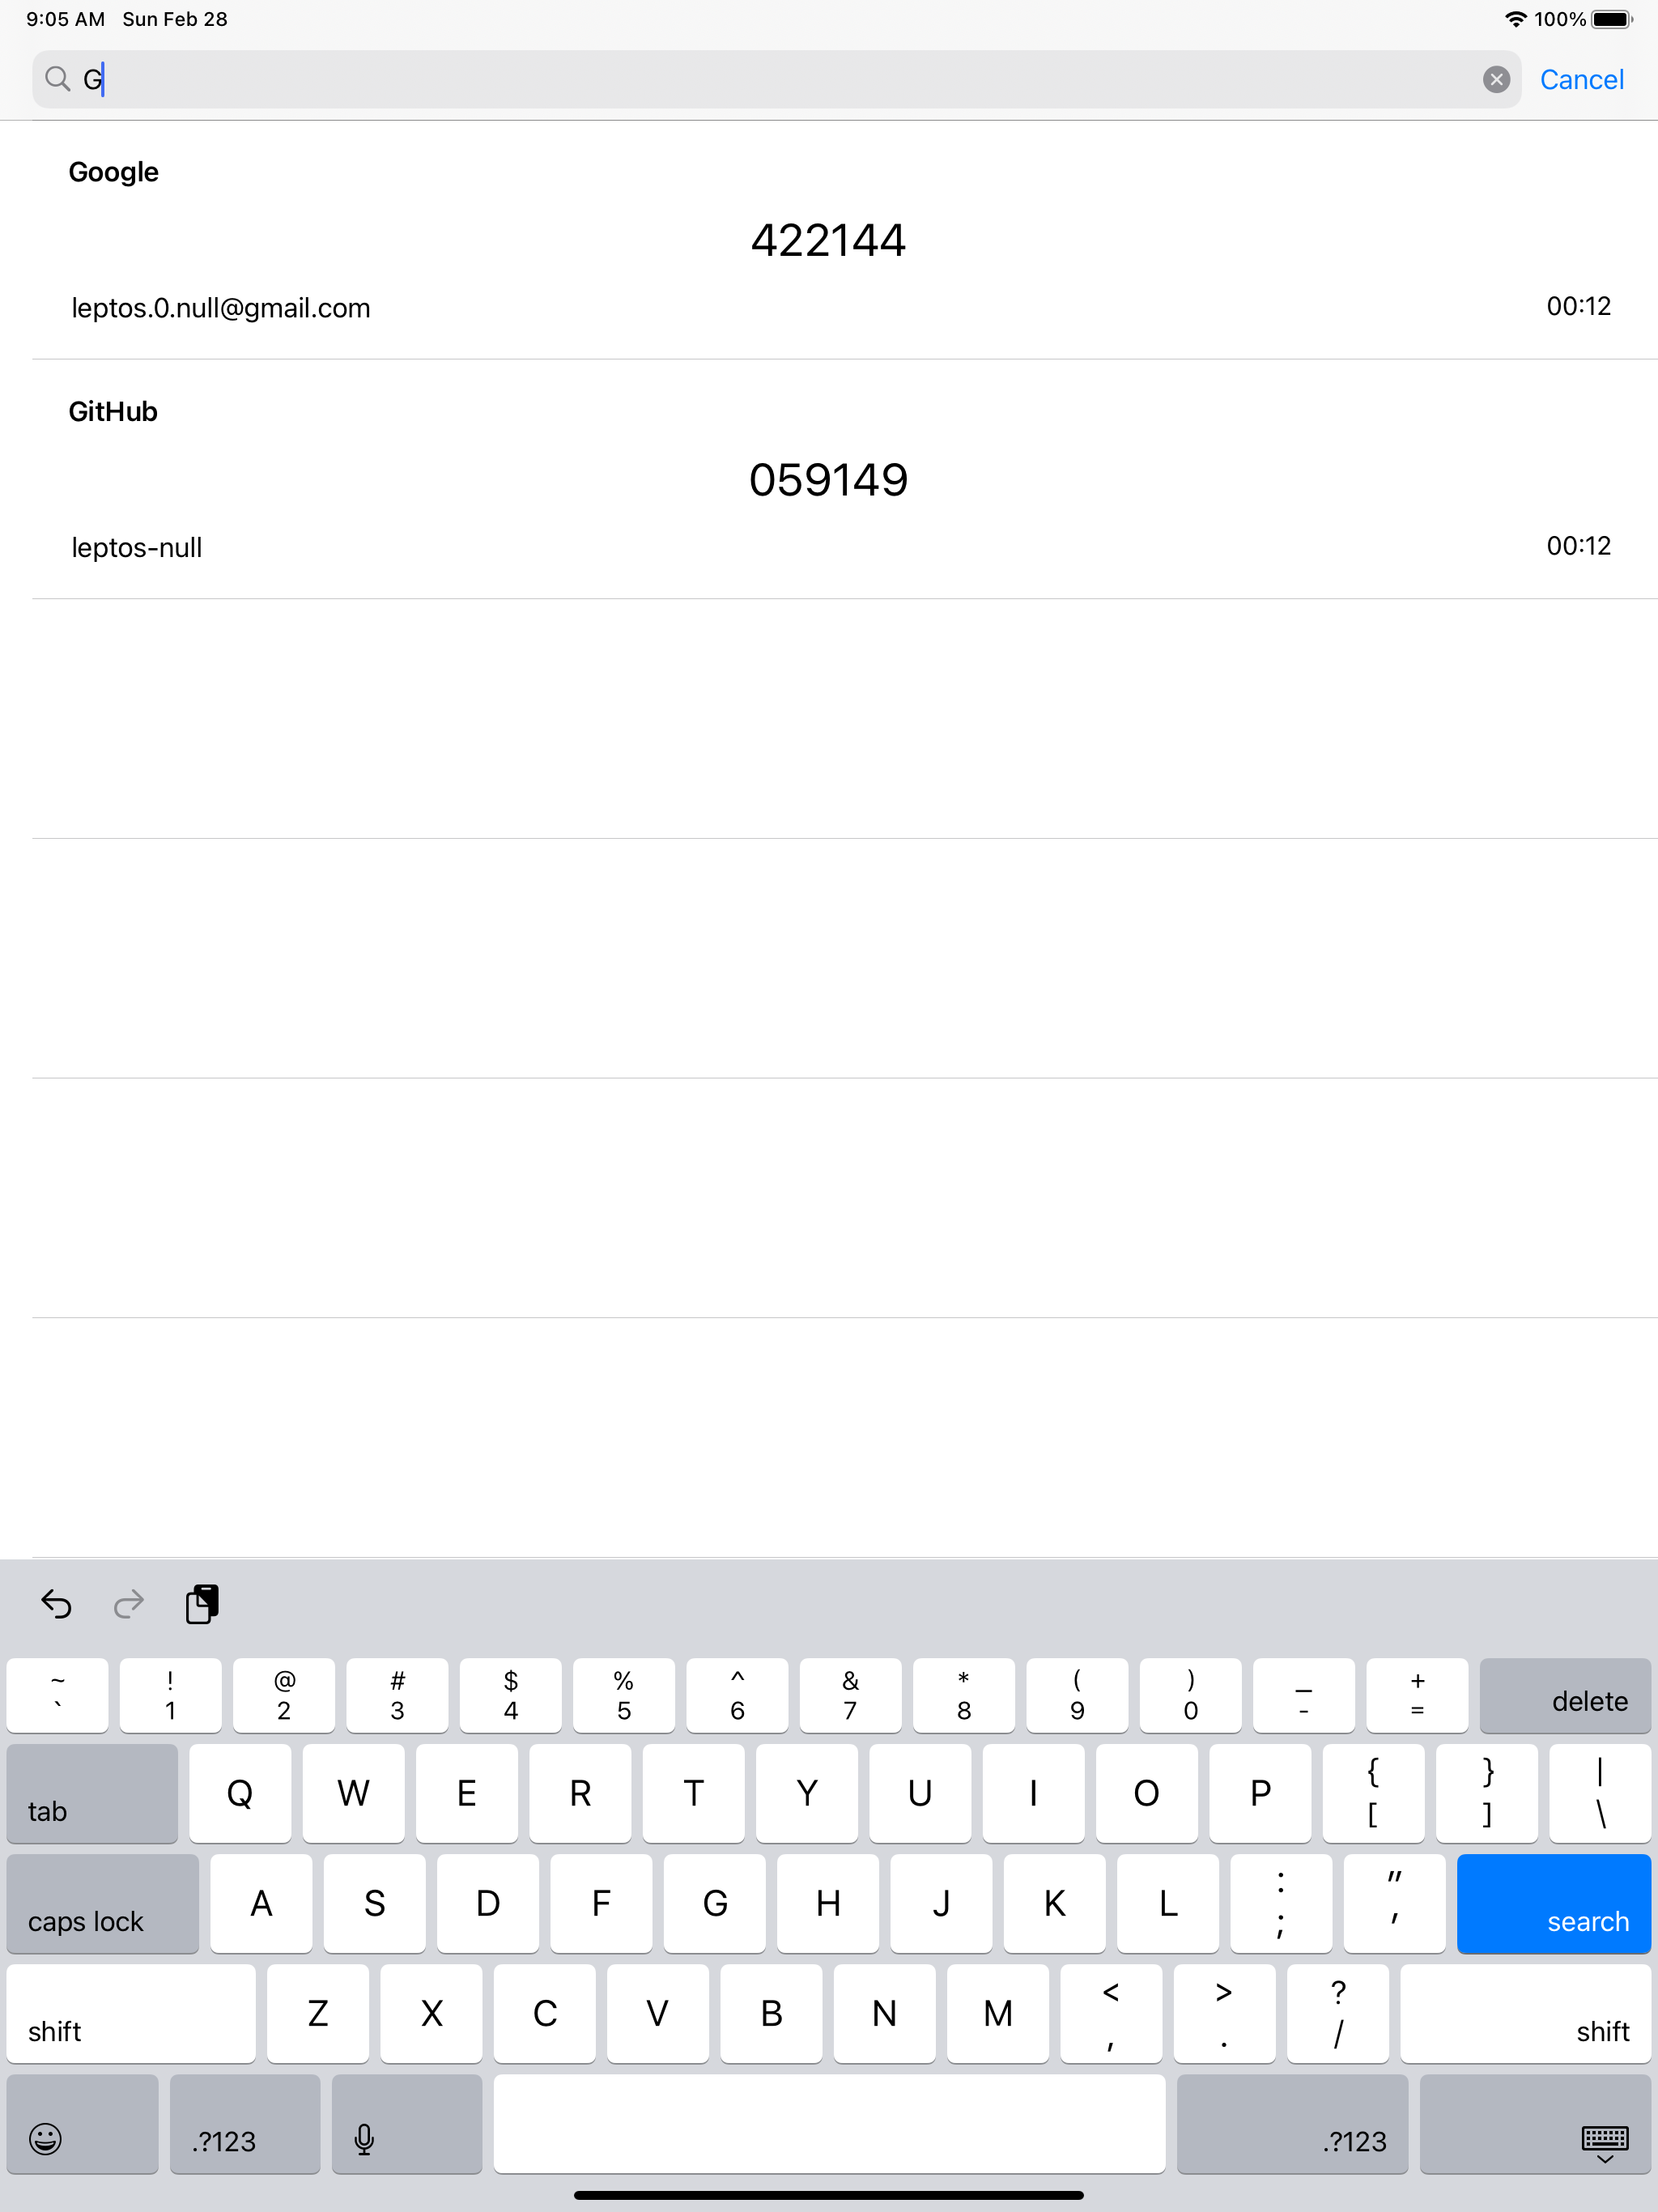 9:05 AM Sun Feb 28 100%
G Cancel
Google
422144
leptos.0.null@gmail.com 00:12
GitHub
059149
leptos-null 00:12
~ ! @ # $ % ^ & * ( ) _ +
` 1 2 3 4 5 6 7 8 9 0 - = delete
tab Q W E R T Y U I O P { [ } ] | \
caps lock A S D F G H J K L : ; " ' search
shift Z X C V B N M < , > . ? / shift
.?123 .?123